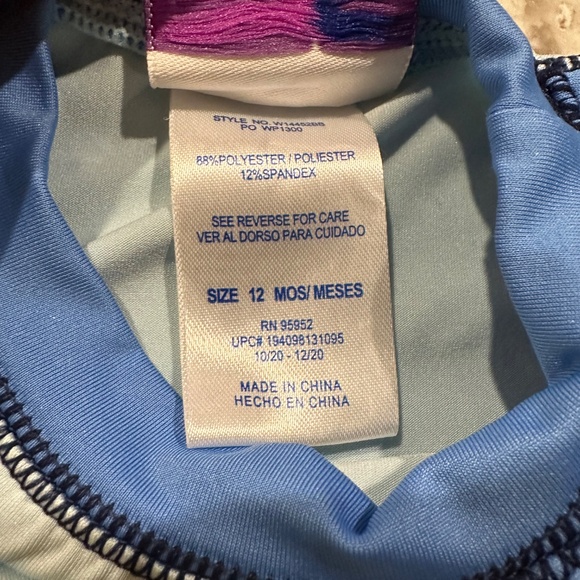 STYLE NO. W14452BB
PO WP1300
88%POLYESTER / POLIESTER
12%SPANDEX
SEE REVERSE FOR CARE
VER AL DORSO PARA CUIDADO
SIZE 12 MOS/ MESES
RN 95952
UPC# 194098131095
10/20 - 12/20
MADE IN CHINA
HECHO EN CHINA